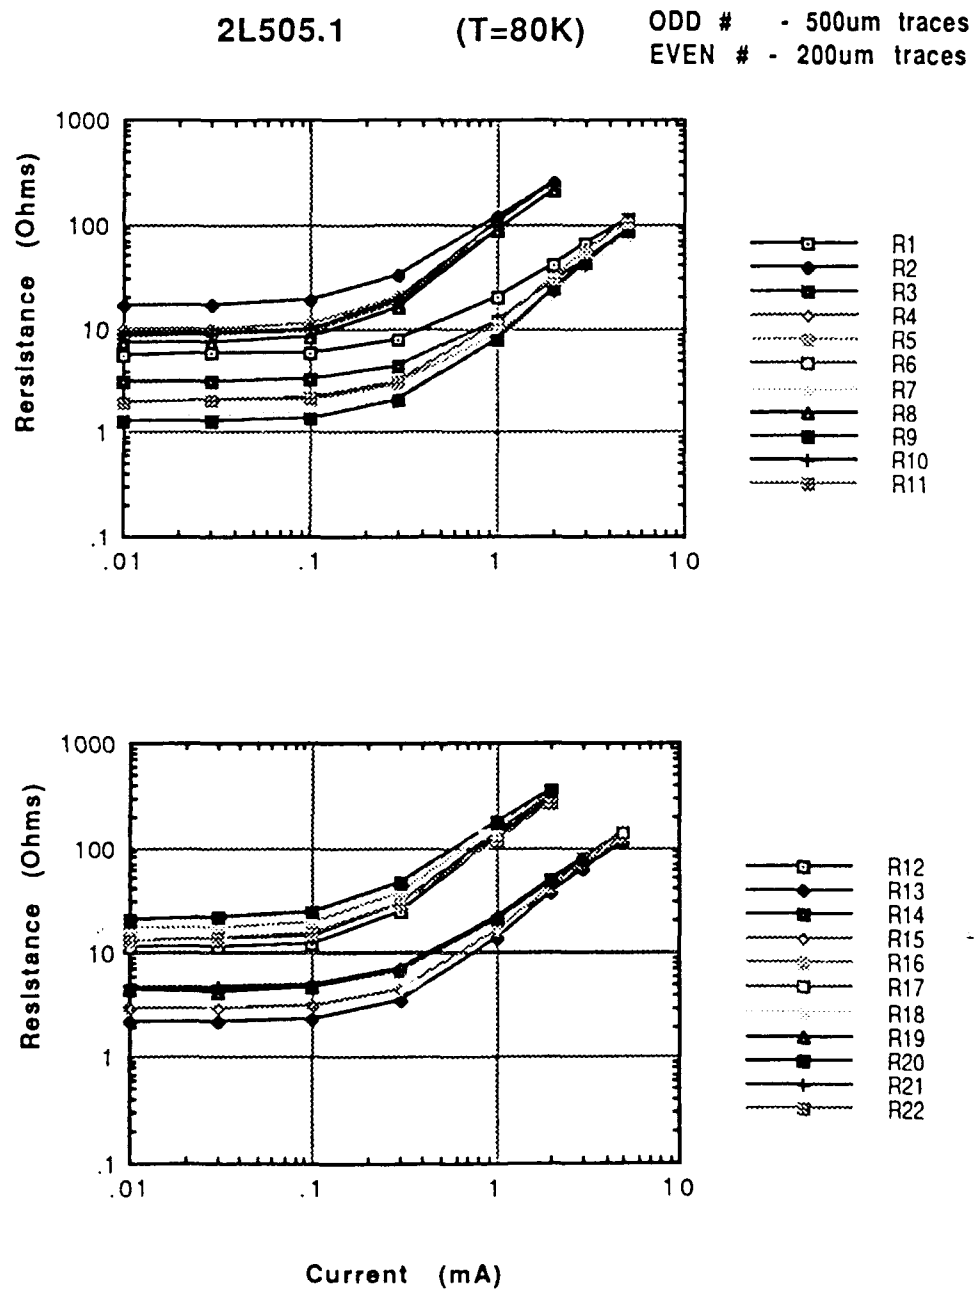 2L505.1 (T=80K) ODD # - 500um traces
EVEN # - 200um traces
Rersistance (Ohms)
1000
100
10
1
.1
.01 .1 1 10
R1
R2
R3
R4
R5
R6
R7
R8
R9
R10
R11
Resistance (Ohms)
1000
100
10
1
.1
.01 .1 1 10
R12
R13
R14
R15
R16
R17
R18
R19
R20
R21
R22
Current (mA)